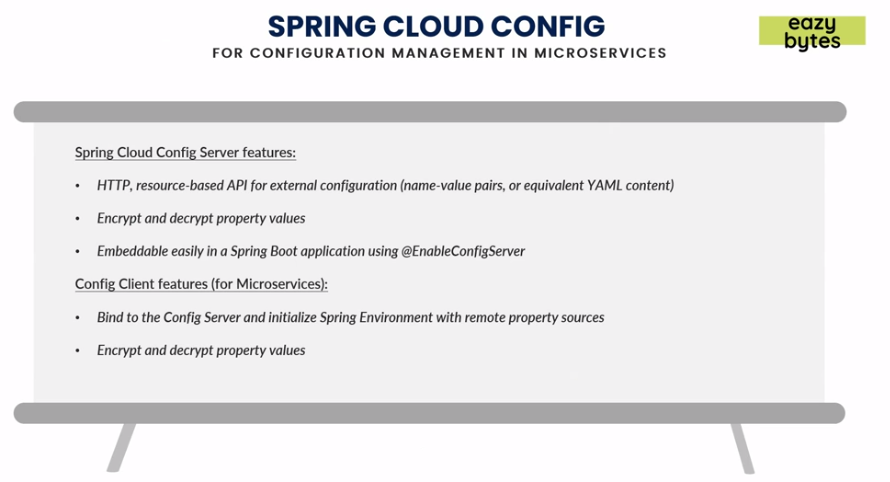 SPRING CLOUD CONFIG
FOR CONFIGURATION MANAGEMENT IN MICROSERVICES
eazy
bytes
Spring Cloud Config Server features:
• HTTP, resource-based API for external configuration (name-value pairs, or equivalent YAML content)
• Encrypt and decrypt property values
• Embeddable easily in a Spring Boot application using @EnableConfigServer
Config Client features (for Microservices):
• Bind to the Config Server and initialize Spring Environment with remote property sources
• Encrypt and decrypt property values